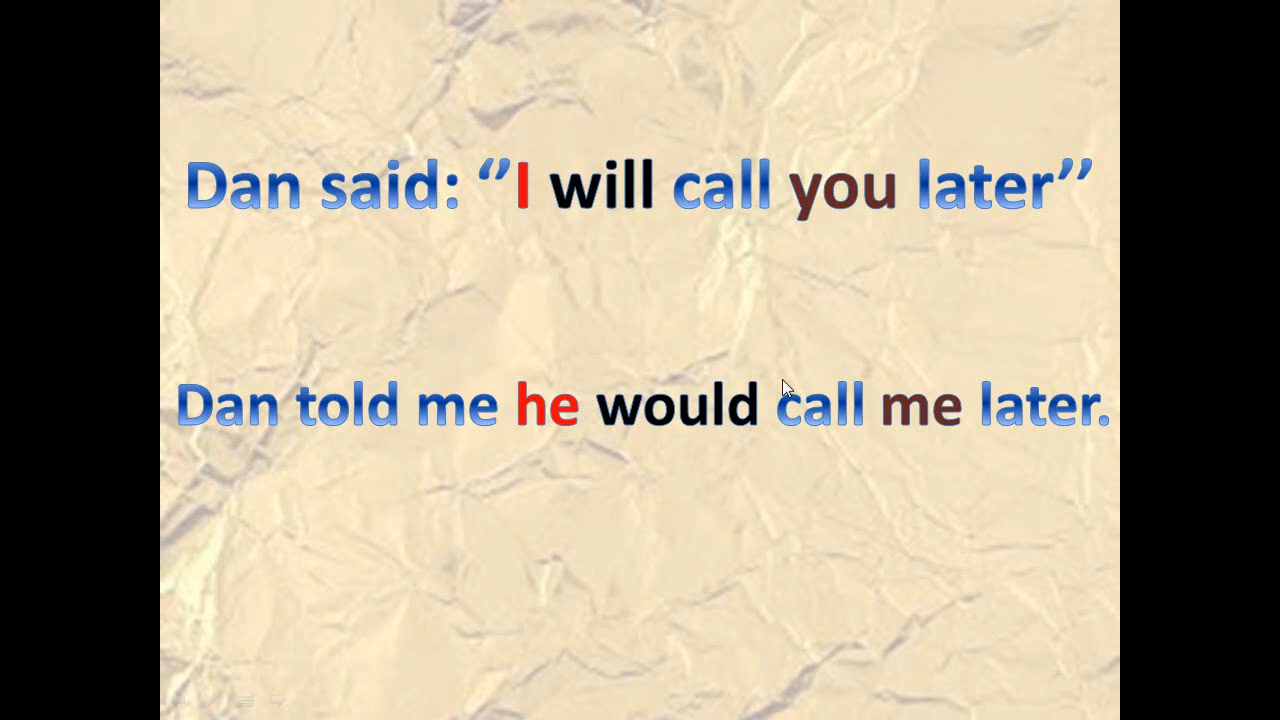 Dan said: ‘’I will call you later’’
Dan told me he would call me later.